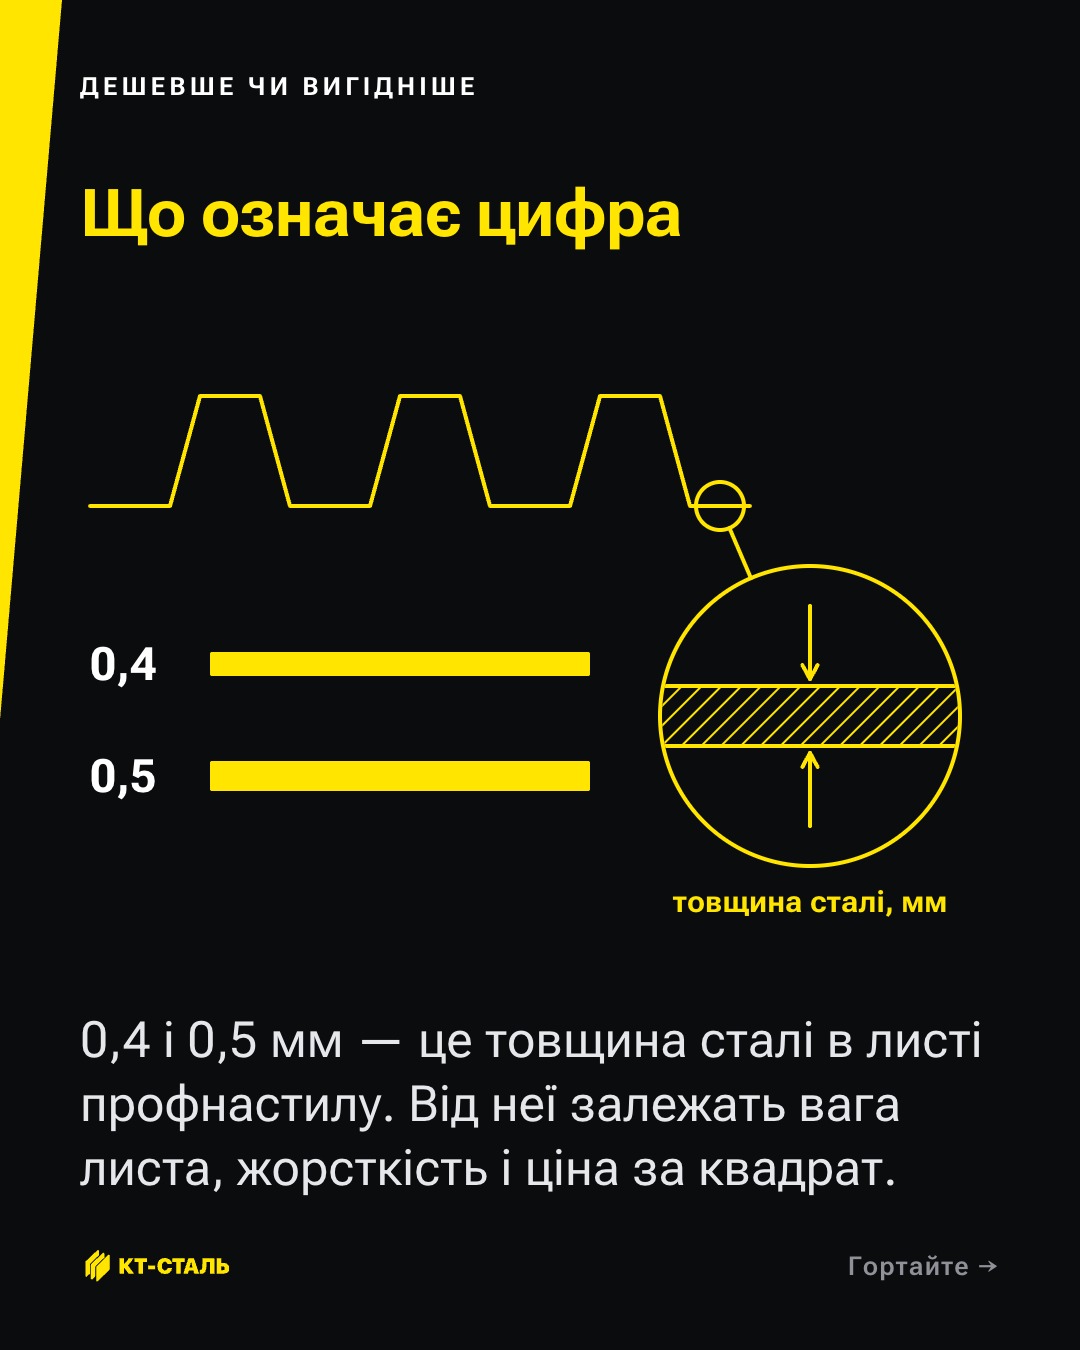 ДЕШЕВШЕ ЧИ ВИГІДНІШЕ
Що означає цифра
0,4
0,5
товщина сталі, мм
0,4 і 0,5 мм — це товщина сталі в листі
профнастилу. Від неї залежать вага
листа, жорсткість і ціна за квадрат.
КТ-СТАЛЬ
Гортайте →